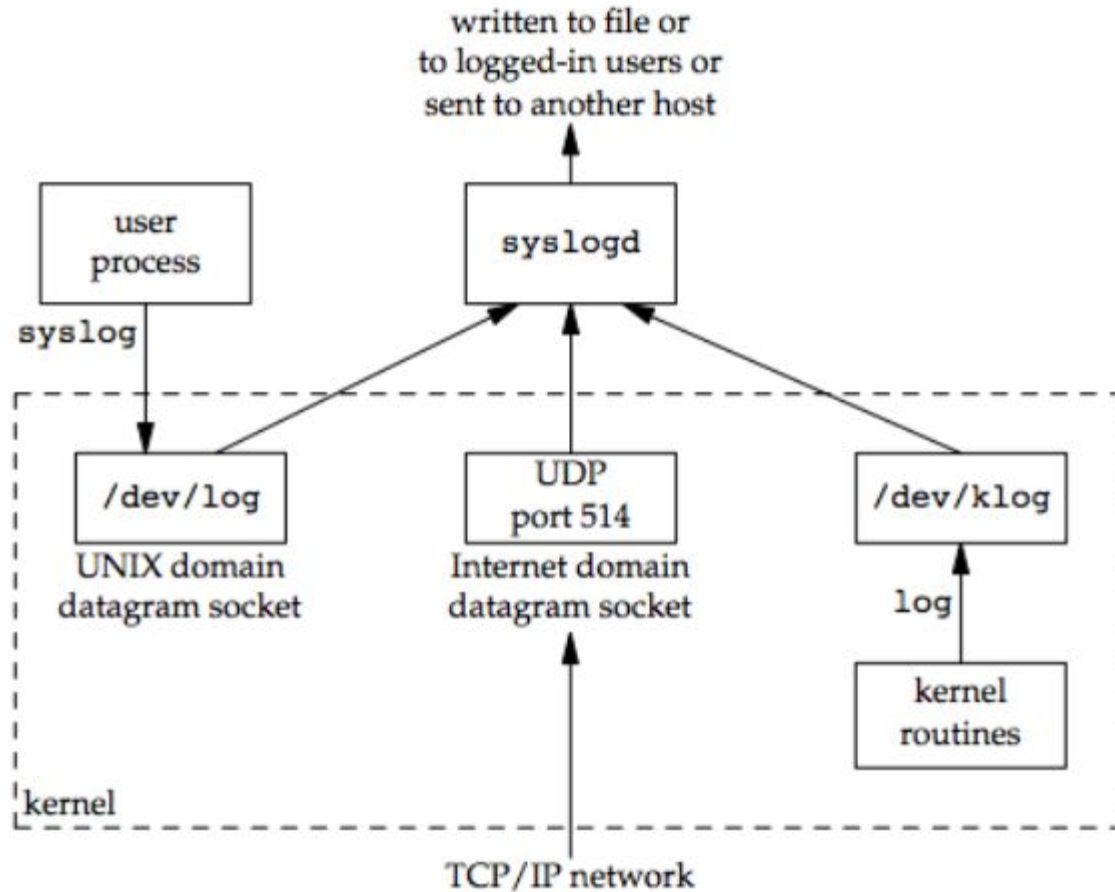 written to file or
to logged-in users or
sent to another host
user
process
syslogd
syslog
/dev/log
UNIX domain
datagram socket
UDP
port 514
Internet domain
datagram socket
/dev/klog
log
kernel
routines
kernel
TCP/IP network